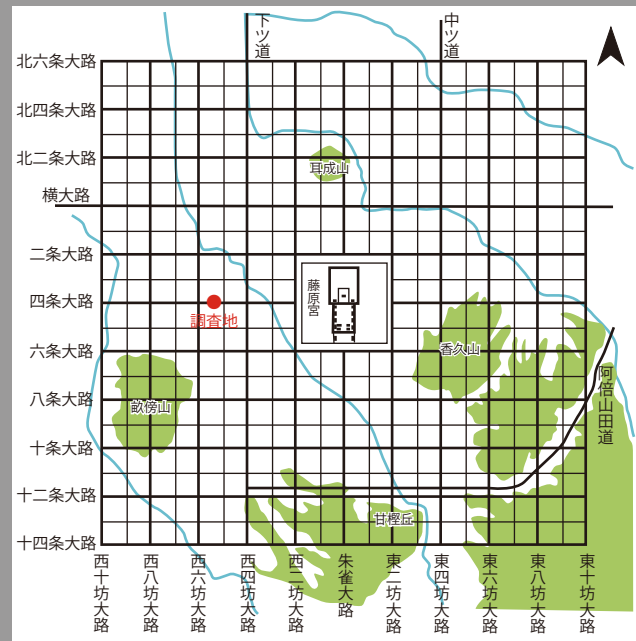 下ツ道
中ツ道
北六条大路
北四条大路
北二条大路
耳成山
横大路
二条大路
藤原宮
四条大路
調査地
六条大路
香久山
阿倍山田道
八条大路
畝傍山
十条大路
十二条大路
甘樫丘
十四条大路
西十坊大路
西八坊大路
西六坊大路
西四坊大路
西二坊大路
朱雀大路
東二坊大路
東四坊大路
東六坊大路
東八坊大路
東十坊大路